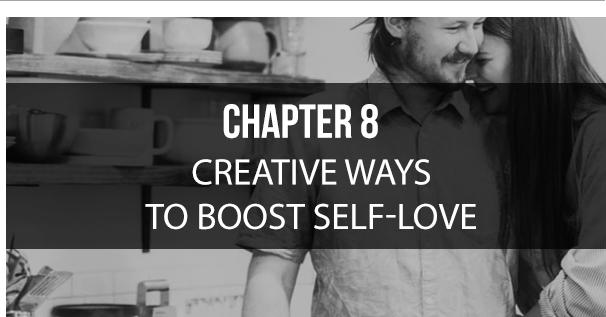 CHAPTER 8
CREATIVE WAYS
TO BOOST SELF-LOVE